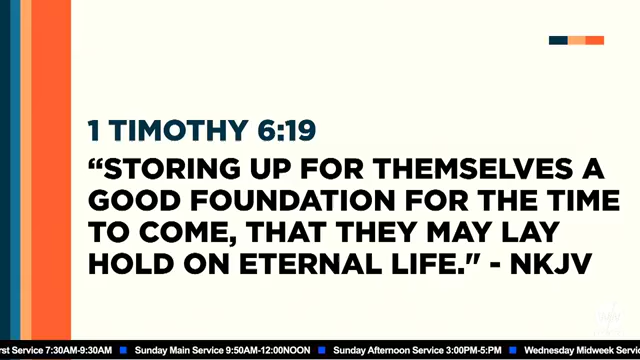 1 TIMOTHY 6:19
“STORING UP FOR THEMSELVES A
GOOD FOUNDATION FOR THE TIME
TO COME, THAT THEY MAY LAY
HOLD ON ETERNAL LIFE." - NKJV
Service 7:30AM-9:30AM ■ Sunday Main Service 9:50AM-12:00NOON ■ Sunday Afternoon Service 3:00PM-5:PM ■ Wednesday Midweek